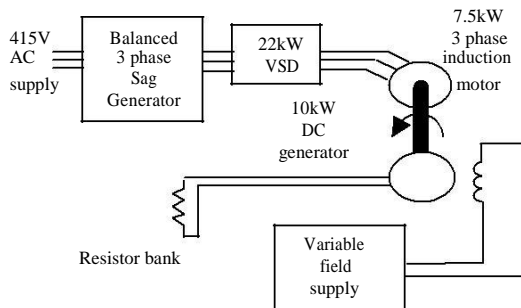 415V
AC
supply
Balanced
3 phase
Sag
Generator
22kW
VSD
7.5kW
3 phase
induction
motor
10kW
DC
generator
Resistor bank
Variable
field
supply